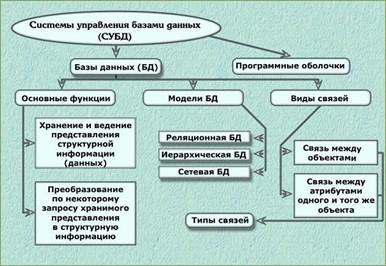 Системы управления базами данных
(СУБД)
Базы данных (БД)
Программные оболочки
Основные функции
Модели БД
Виды связей
Хранение и ведение
представления
структурной
информации
(данных)
Преобразование
по некоторому
запросу хранимого
представления
в структурную
информацию
Реляционная БД
Иерархическая БД
Сетевая БД
Связь между
объектами
Связь между
атрибутами
одного и того же
объекта
Типы связей